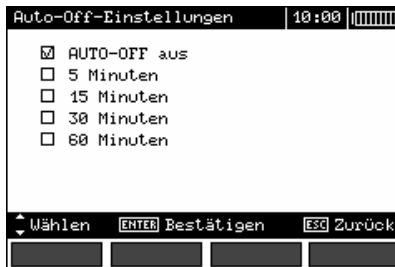 Auto-Off-Einstellungen 10:00
AUTO-OFF aus
5 Minuten
15 Minuten
30 Minuten
60 Minuten
Wählen ENTER Bestätigen ESC Zurück